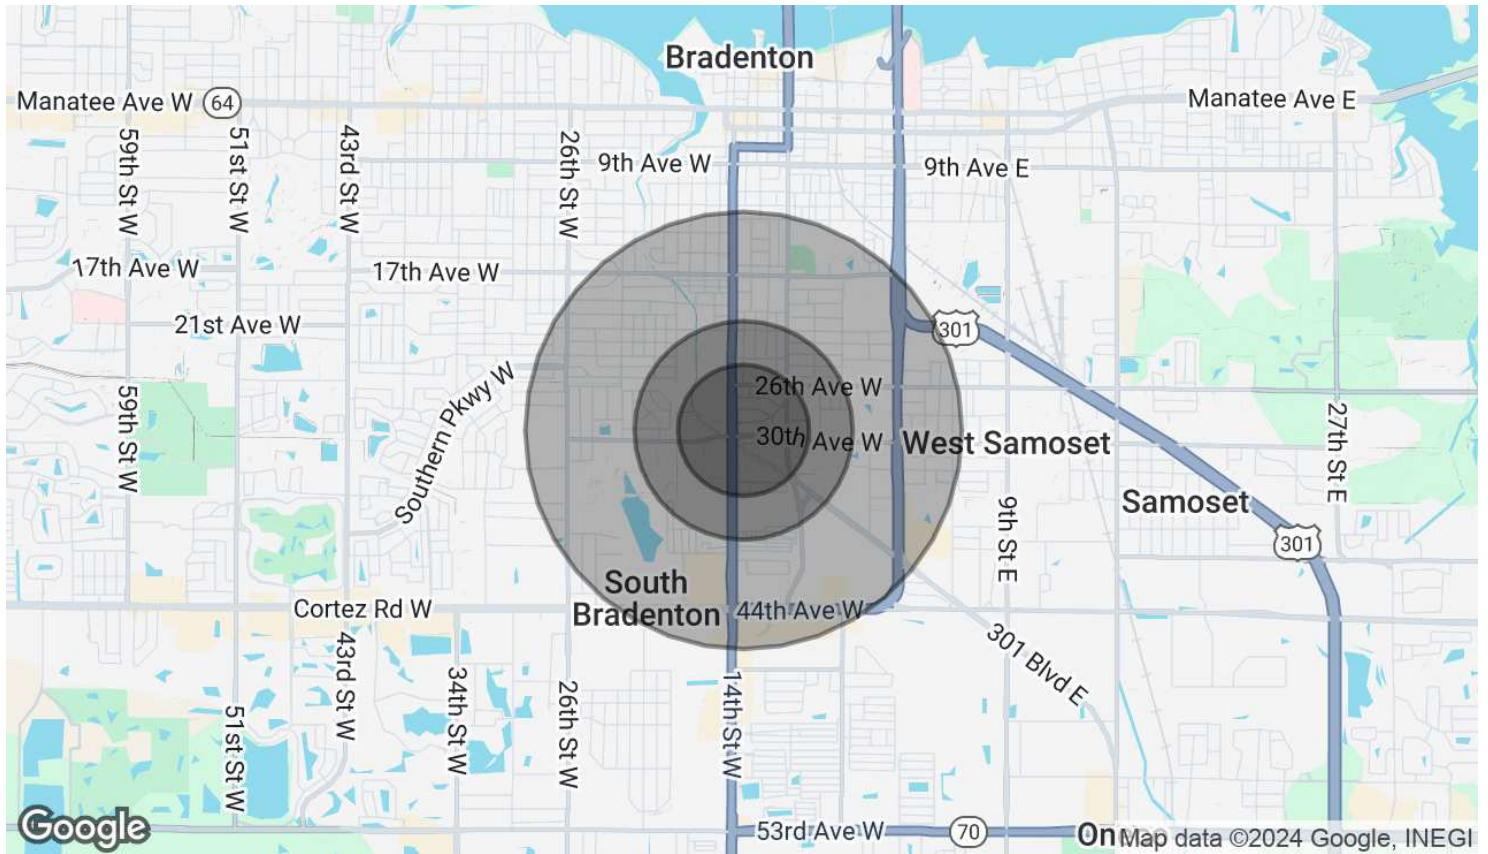 Bradenton
Manatee Ave W
64
Manatee Ave E
59th St W
51st St W
43rd St W
26th St W
9th Ave W
9th Ave E
17th Ave W
17th Ave W
21st Ave W
301
Southern Pkwy W
26th Ave W
59th St W
30th Ave W
West Samoset
27th St E
Samoset
9th St E
301
South
Bradenton
Cortez Rd W
44th Ave W
301 Blvd E
43rd St W
34th St W
26th St W
14th St W
51st St W
Google
53rd Ave W
70
On
Map data ©2024 Google, INEGI